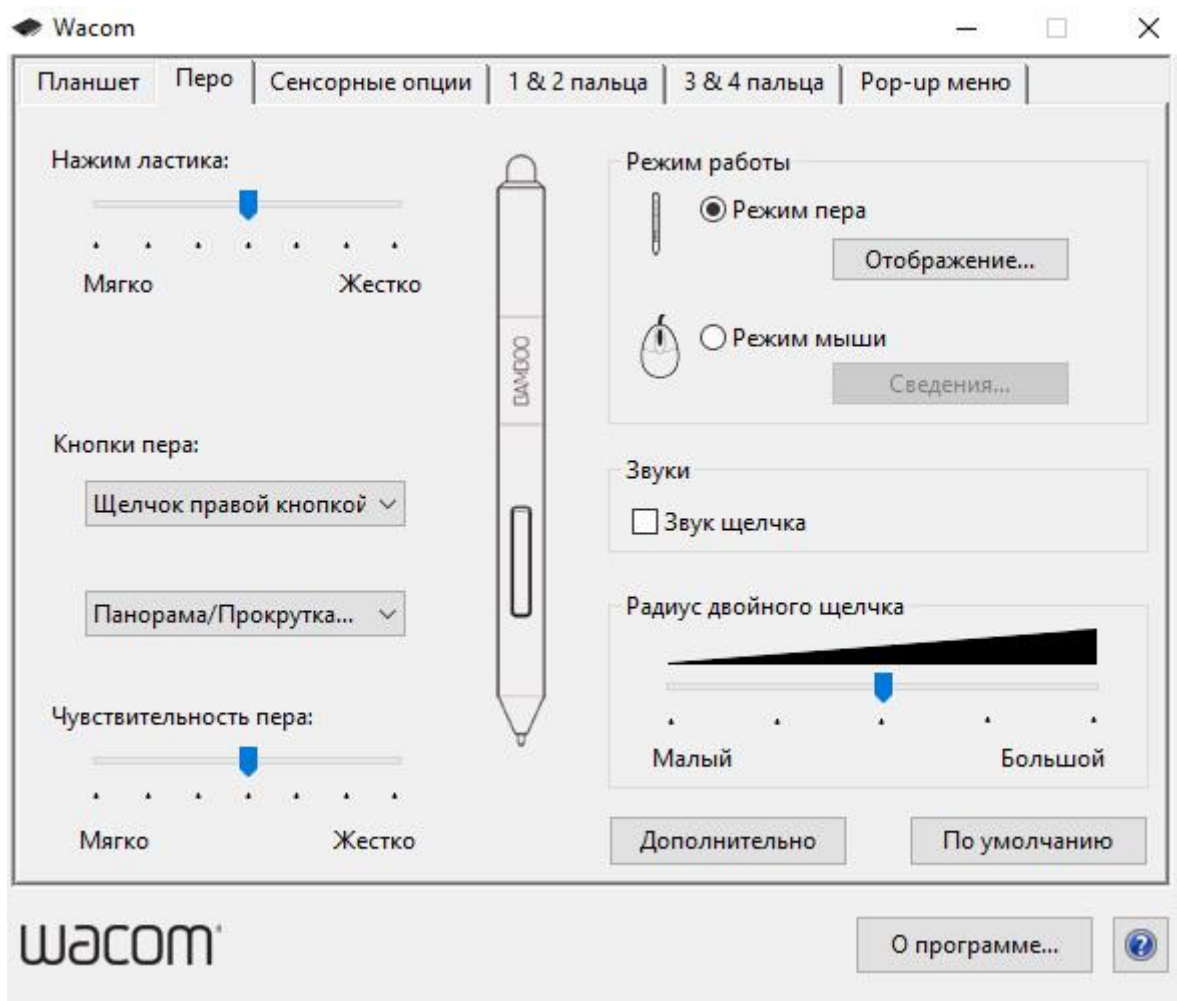 Wacom
Планшет
Перо
Сенсорные опции
1 & 2 пальца
3 & 4 пальца
Pop-up меню
Нажим ластика:
Мягко
Жестко
Кнопки пера:
Щелчок правой кнопкой
Панорама/Прокрутка...
Чувствительность пера:
Мягко
Жестко
BAMBOO
Режим работы
Режим пера
Отображение...
Режим мыши
Сведения...
Звуки
Звук щелчка
Радиус двойного щелчка
Малый
Большой
Дополнительно
По умолчанию
wacom
О программе...
?